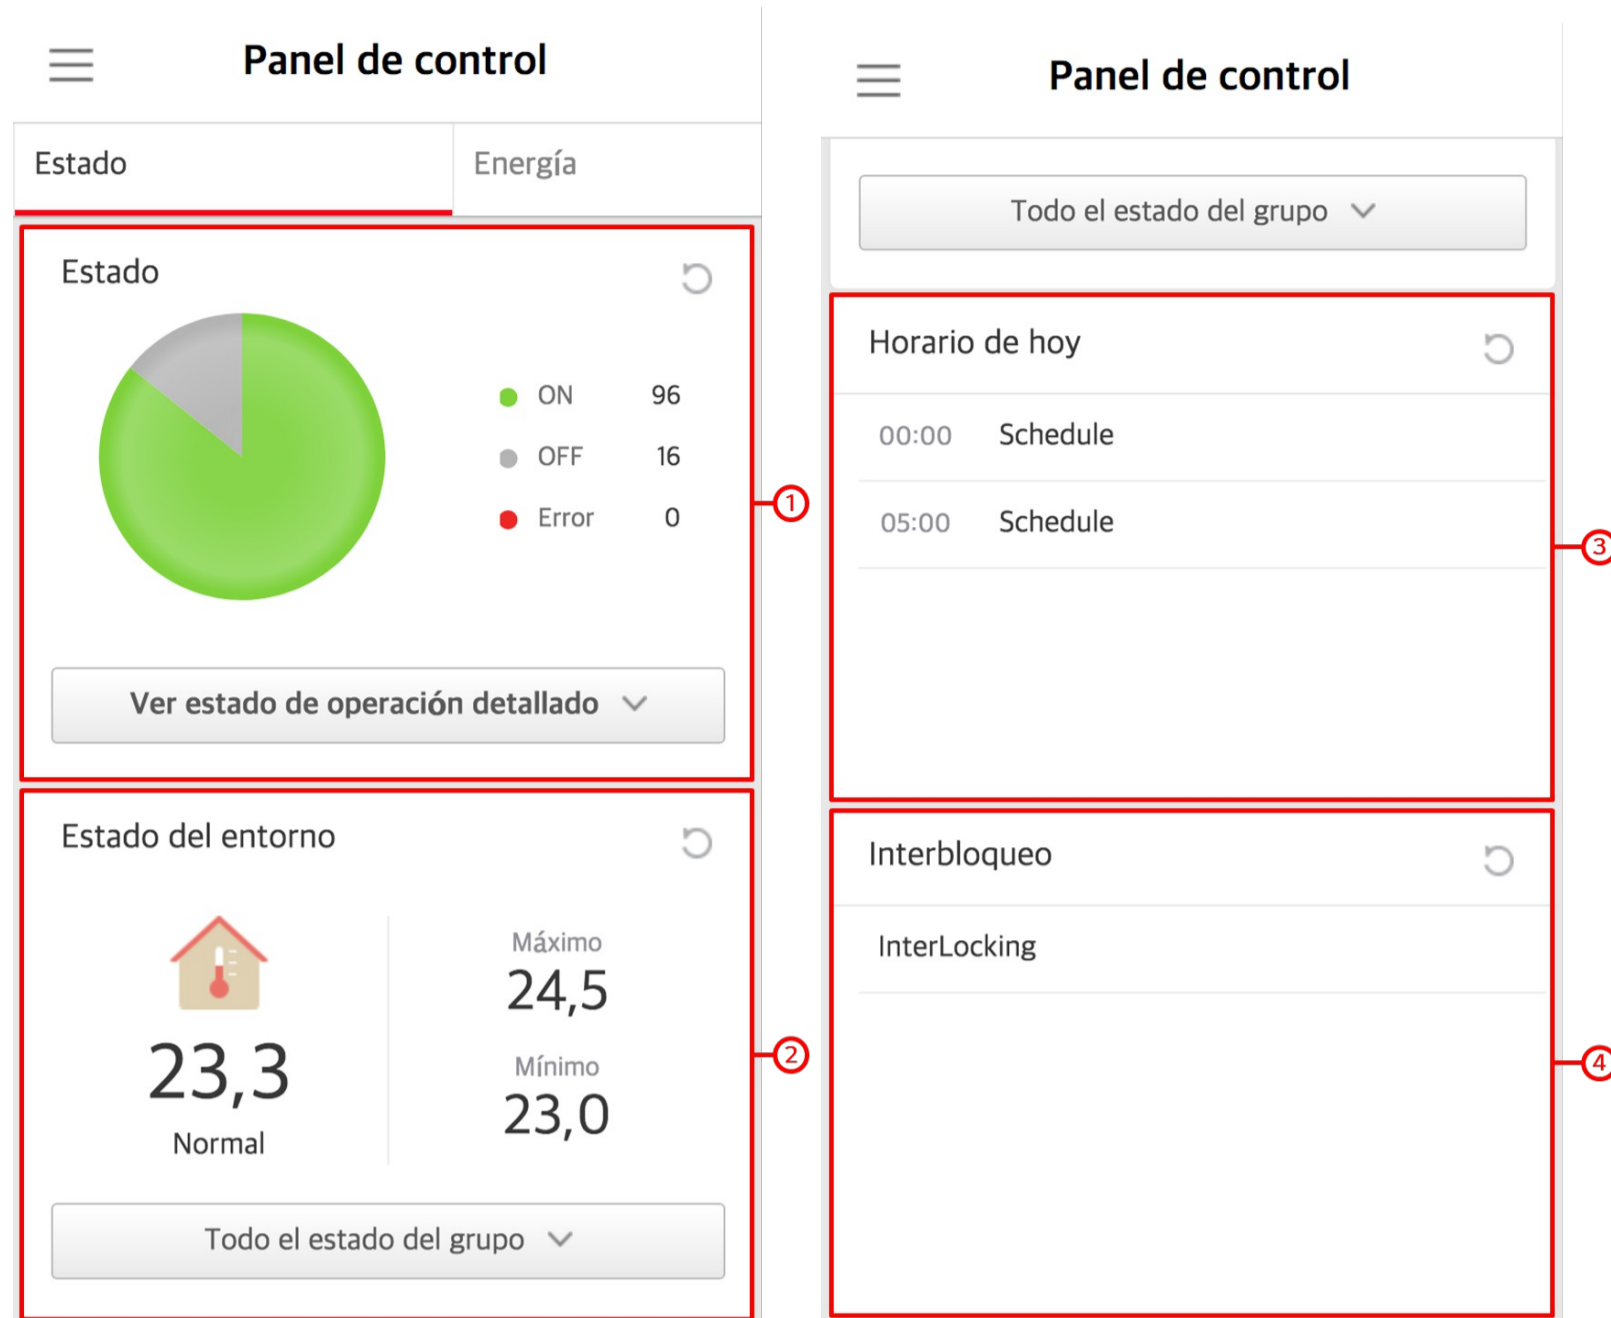 Panel de control
Estado
Energía
Estado
ON 96
OFF 16
Error 0
Ver estado de operación detallado
1
Estado del entorno
23,3
Normal
Máximo
24,5
Mínimo
23,0
Todo el estado del grupo
2
Panel de control
Todo el estado del grupo
Horario de hoy
00:00 Schedule
05:00 Schedule
3
Interbloqueo
InterLocking
4